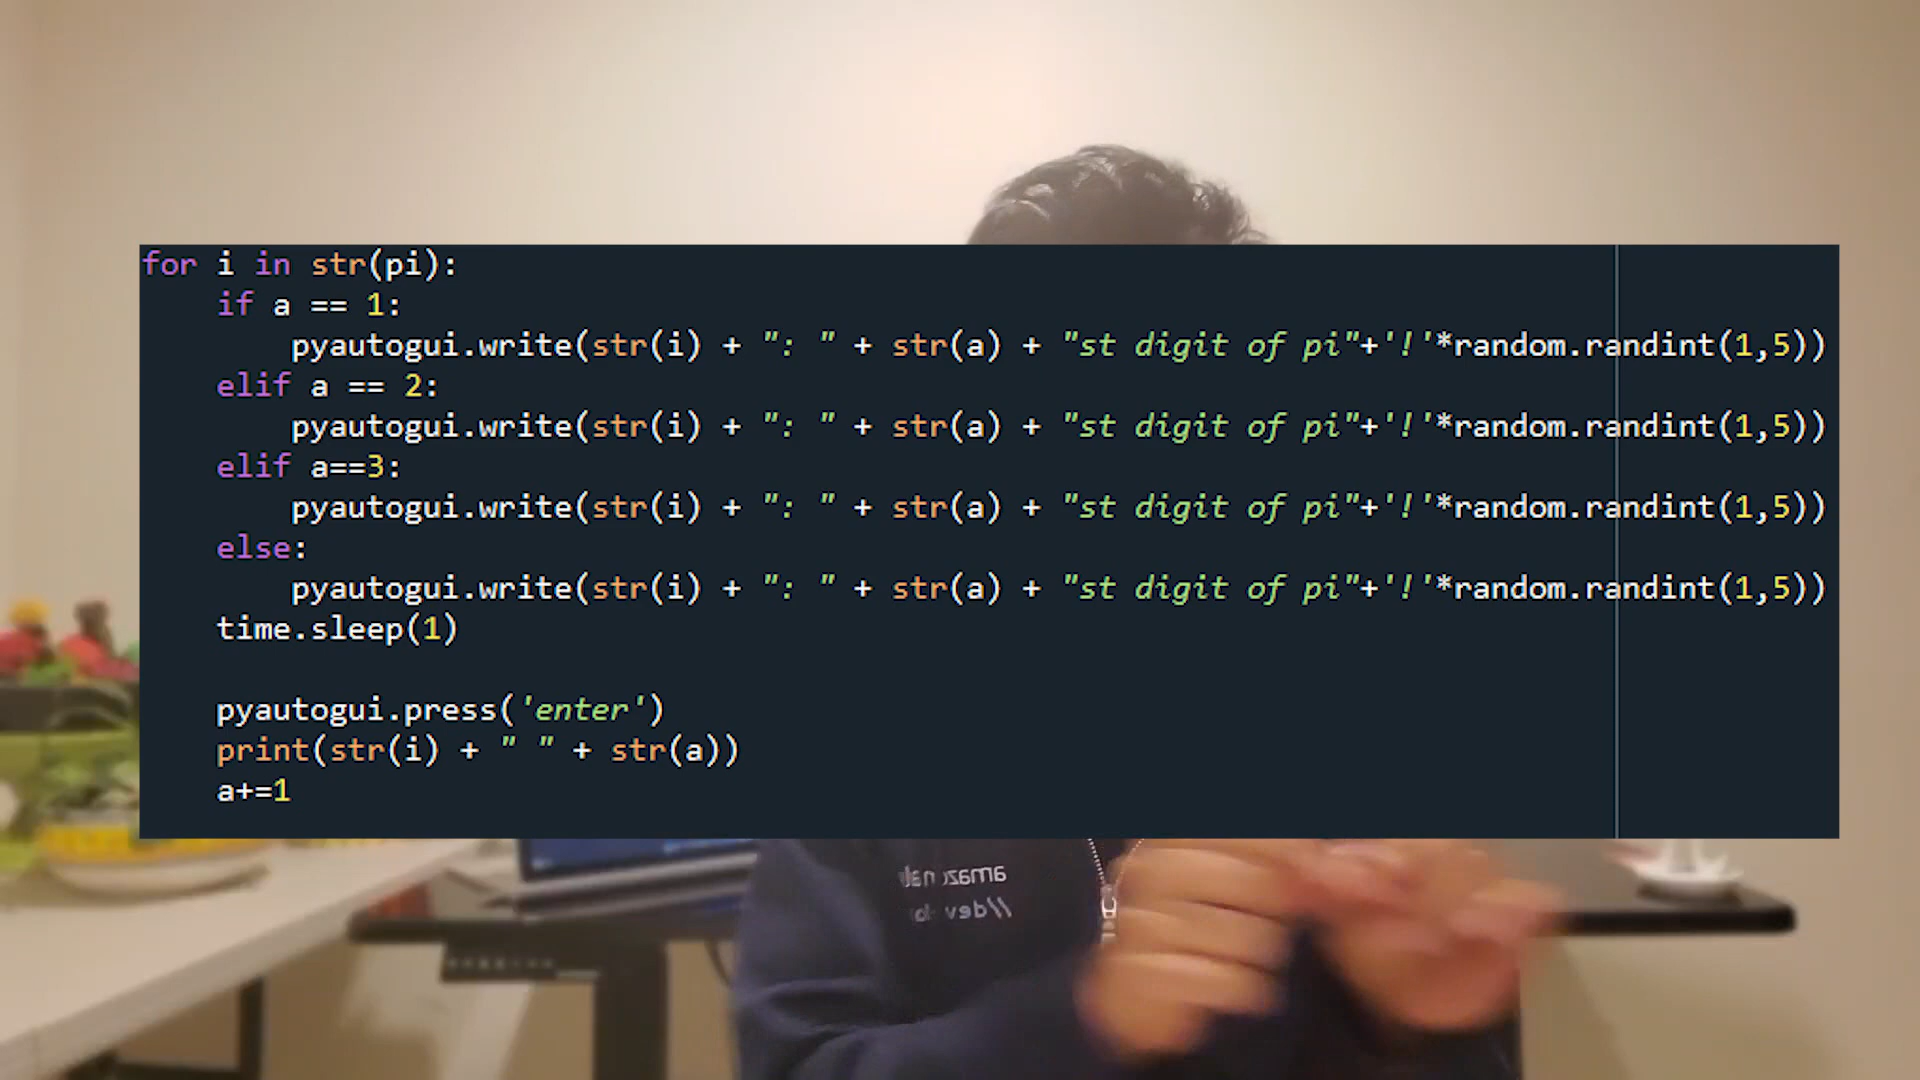 for i in str(pi):
    if a == 1:
        pyautogui.write(str(i) + ": " + str(a) + "st digit of pi"+'!'*random.randint(1,5))
    elif a == 2:
        pyautogui.write(str(i) + ": " + str(a) + "st digit of pi"+'!'*random.randint(1,5))
    elif a==3:
        pyautogui.write(str(i) + ": " + str(a) + "st digit of pi"+'!'*random.randint(1,5))
    else:
        pyautogui.write(str(i) + ": " + str(a) + "st digit of pi"+'!'*random.randint(1,5))
    time.sleep(1)
    pyautogui.press('enter')
    print(str(i) + " " + str(a))
    a+=1
//dev